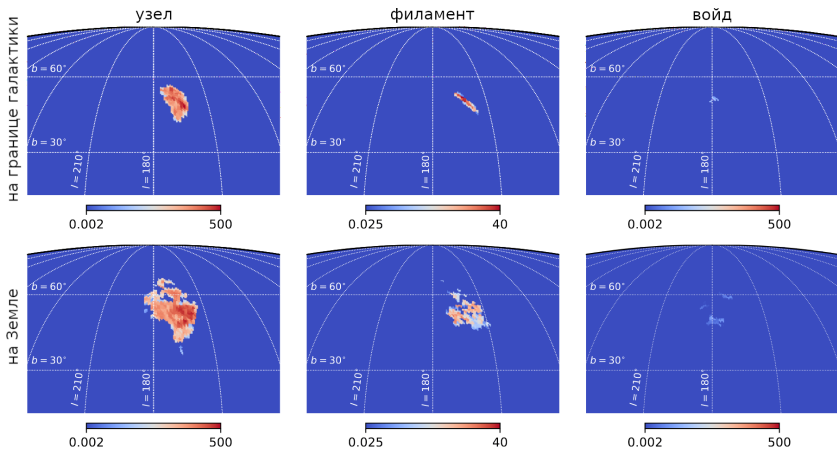 узел филамент войд
на границе галактики
b = 60° b = 60° b = 60°
b = 30° b = 30° b = 30°
l = 210° l = 180° l = 210° l = 180° l = 210° l = 180°
0.002 500 0.025 40 0.002 500
на Земле
b = 60° b = 60° b = 60°
b = 30° b = 30° b = 30°
l = 210° l = 180° l = 210° l = 180° l = 210° l = 180°
0.002 500 0.025 40 0.002 500